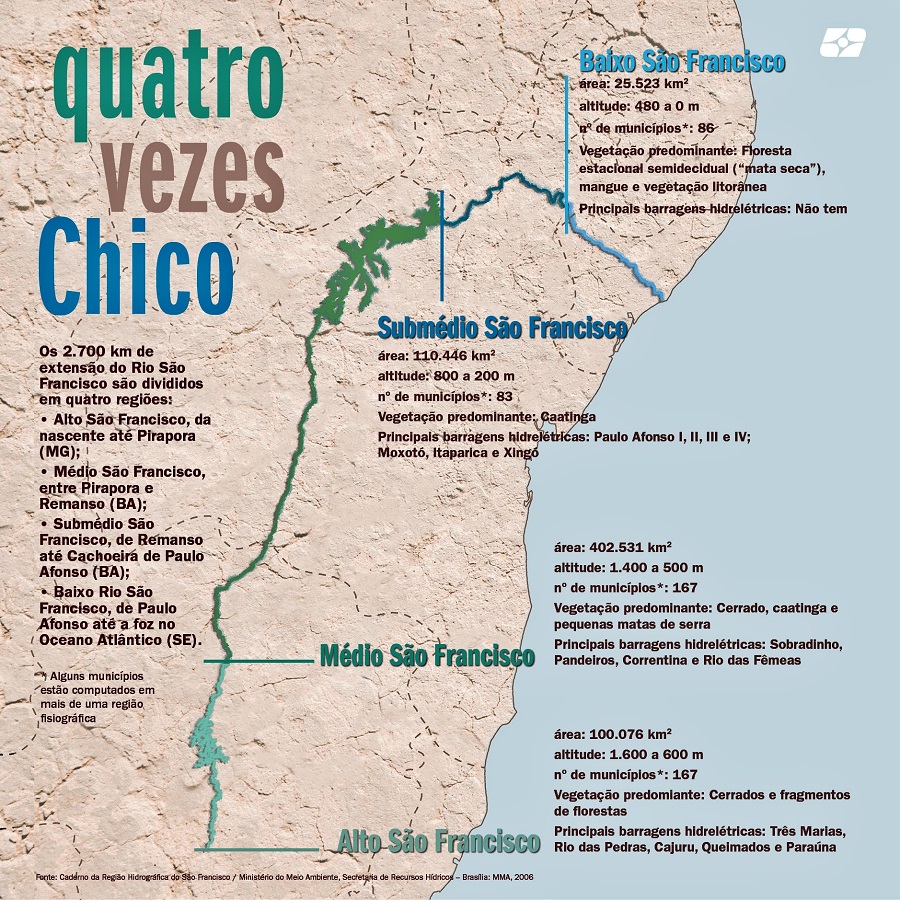 quatro
vezes
Chico
Os 2.700 km de
extensão do Rio São
Francisco são divididos
em quatro regiões:
• Alto São Francisco, da
nascente até Pirapora
(MG);
• Médio São Francisco,
entre Pirapora e
Remanso (BA);
• Submédio São
Francisco, de Remanso
até Cachoeira de Paulo
Afonso (BA);
• Baixo Rio São
Francisco, de Paulo
Afonso até a foz no
Oceano Atlântico (SE).
*) Alguns municípios
estão computados em
mais de uma região
fisiográfica
Baixo São Francisco
área: 25.523 km²
altitude: 480 a 0 m
nº de municípios*: 86
Vegetação predominante: Floresta
estacional semidecidual (“mata seca”),
mangue e vegetação litorânea
Principais barragens hidrelétricas: Não tem
Submédio São Francisco
área: 110.446 km²
altitude: 800 a 200 m
nº de municípios*: 83
Vegetação predominante: Caatinga
Principais barragens hidrelétricas: Paulo Afonso I, II, III e IV;
Moxotó, Itaparica e Xingó
Médio São Francisco
área: 402.531 km²
altitude: 1.400 a 500 m
nº de municípios*: 167
Vegetação predominante: Cerrado, caatinga e
pequenas matas de serra
Principais barragens hidrelétricas: Sobradinho,
Pandeiros, Correntina e Rio das Fêmeas
Alto São Francisco
área: 100.076 km²
altitude: 1.600 a 600 m
nº de municípios*: 167
Vegetação predomiante: Cerrados e fragmentos
de florestas
Principais barragens hidrelétricas: Três Marias,
Rio das Pedras, Cajuru, Queimados e Paraúna
Fonte: Caderno da Região Hidrográfica do São Francisco / Ministério do Meio Ambiente, Secretaria de Recursos Hídricos – Brasília: MMA, 2006